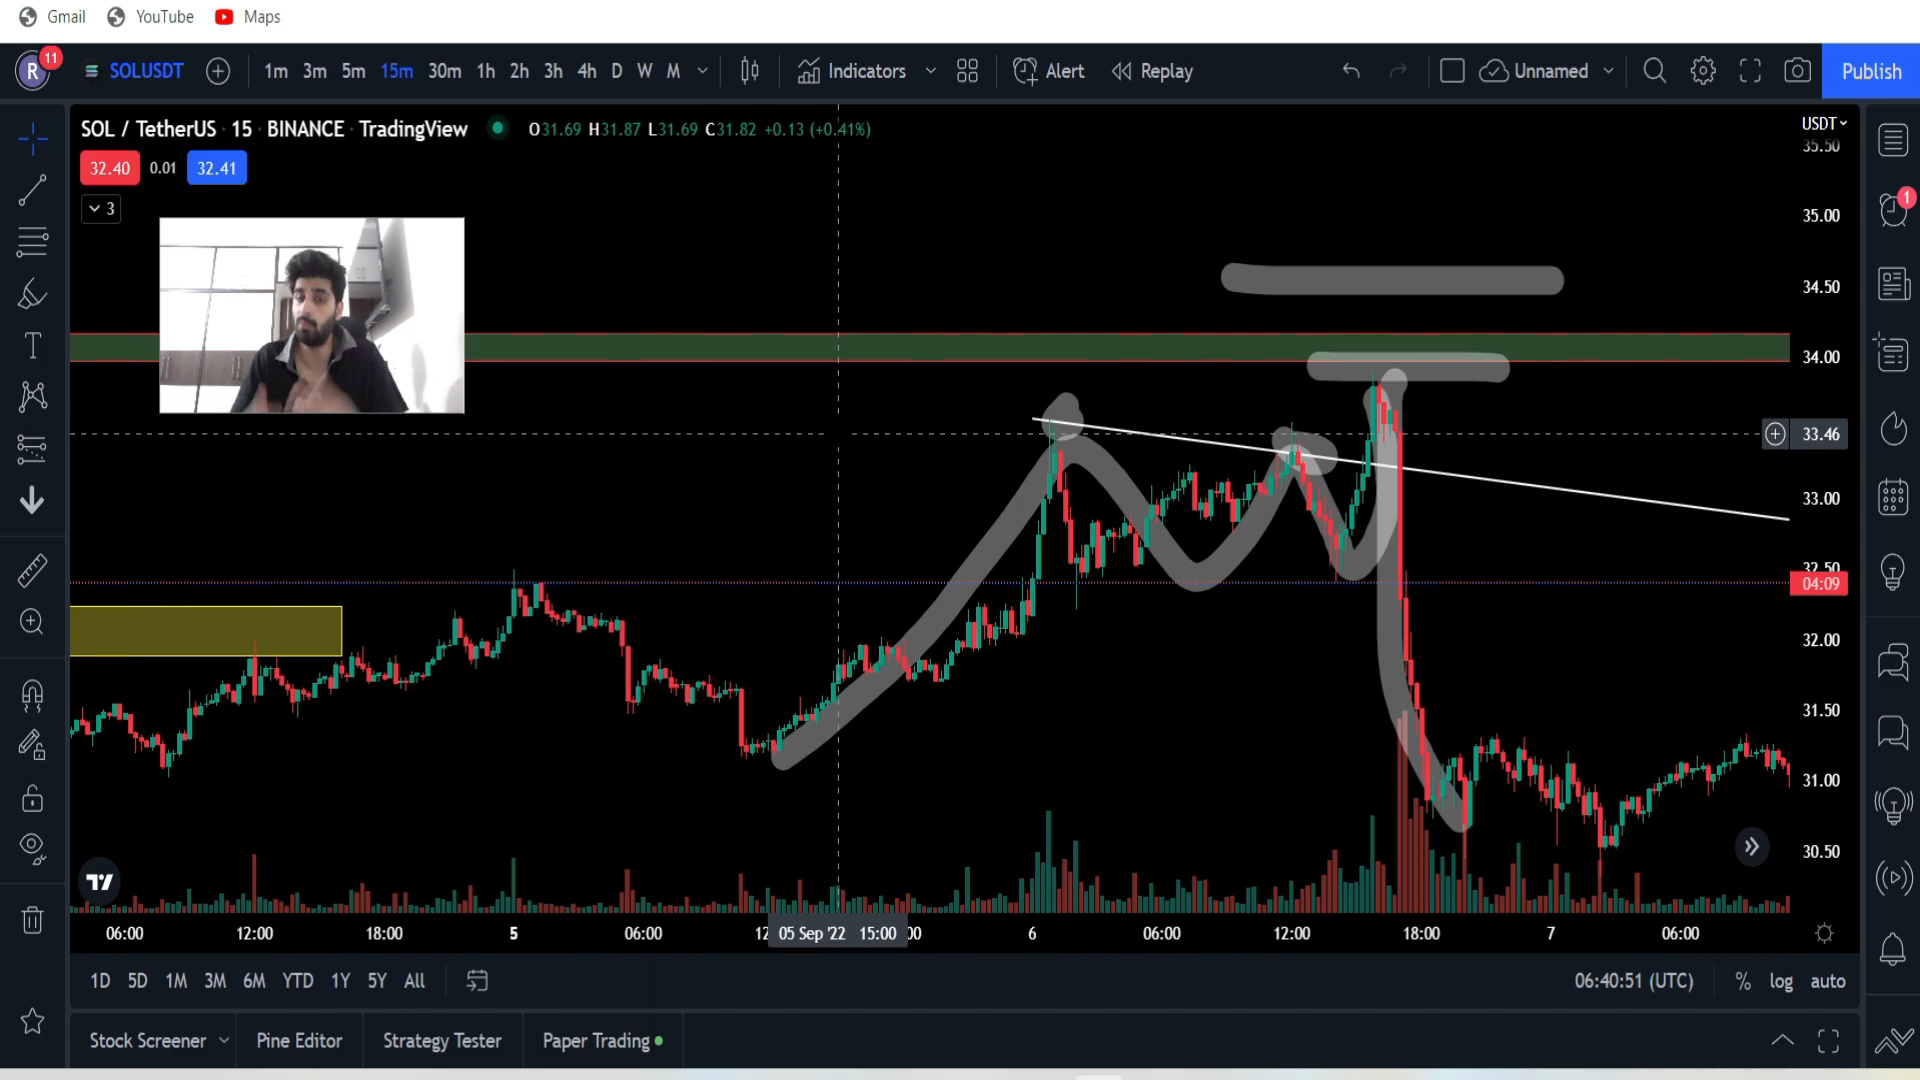 Gmail YouTube Maps
R 11 SOLUSDT 1m 3m 5m 15m 30m 1h 2h 3h 4h D W M Indicators Alert Replay Unnamed Publish
SOL / TetherUS · 15 · BINANCE · TradingView O31.69 H31.87 L31.69 C31.82 +0.13 (+0.41%)
USDT
35.50
32.40 0.01 32.41
3
1
35.00
34.50
34.00
33.46
33.00
32.50
04:09
32.00
31.50
31.00
30.50
06:00 12:00 18:00 5 06:00 12 05 Sep '22 15:00 00 6 06:00 12:00 18:00 7 06:00
1D 5D 1M 3M 6M YTD 1Y 5Y All 06:40:51 (UTC) % log auto
Stock Screener Pine Editor Strategy Tester Paper Trading